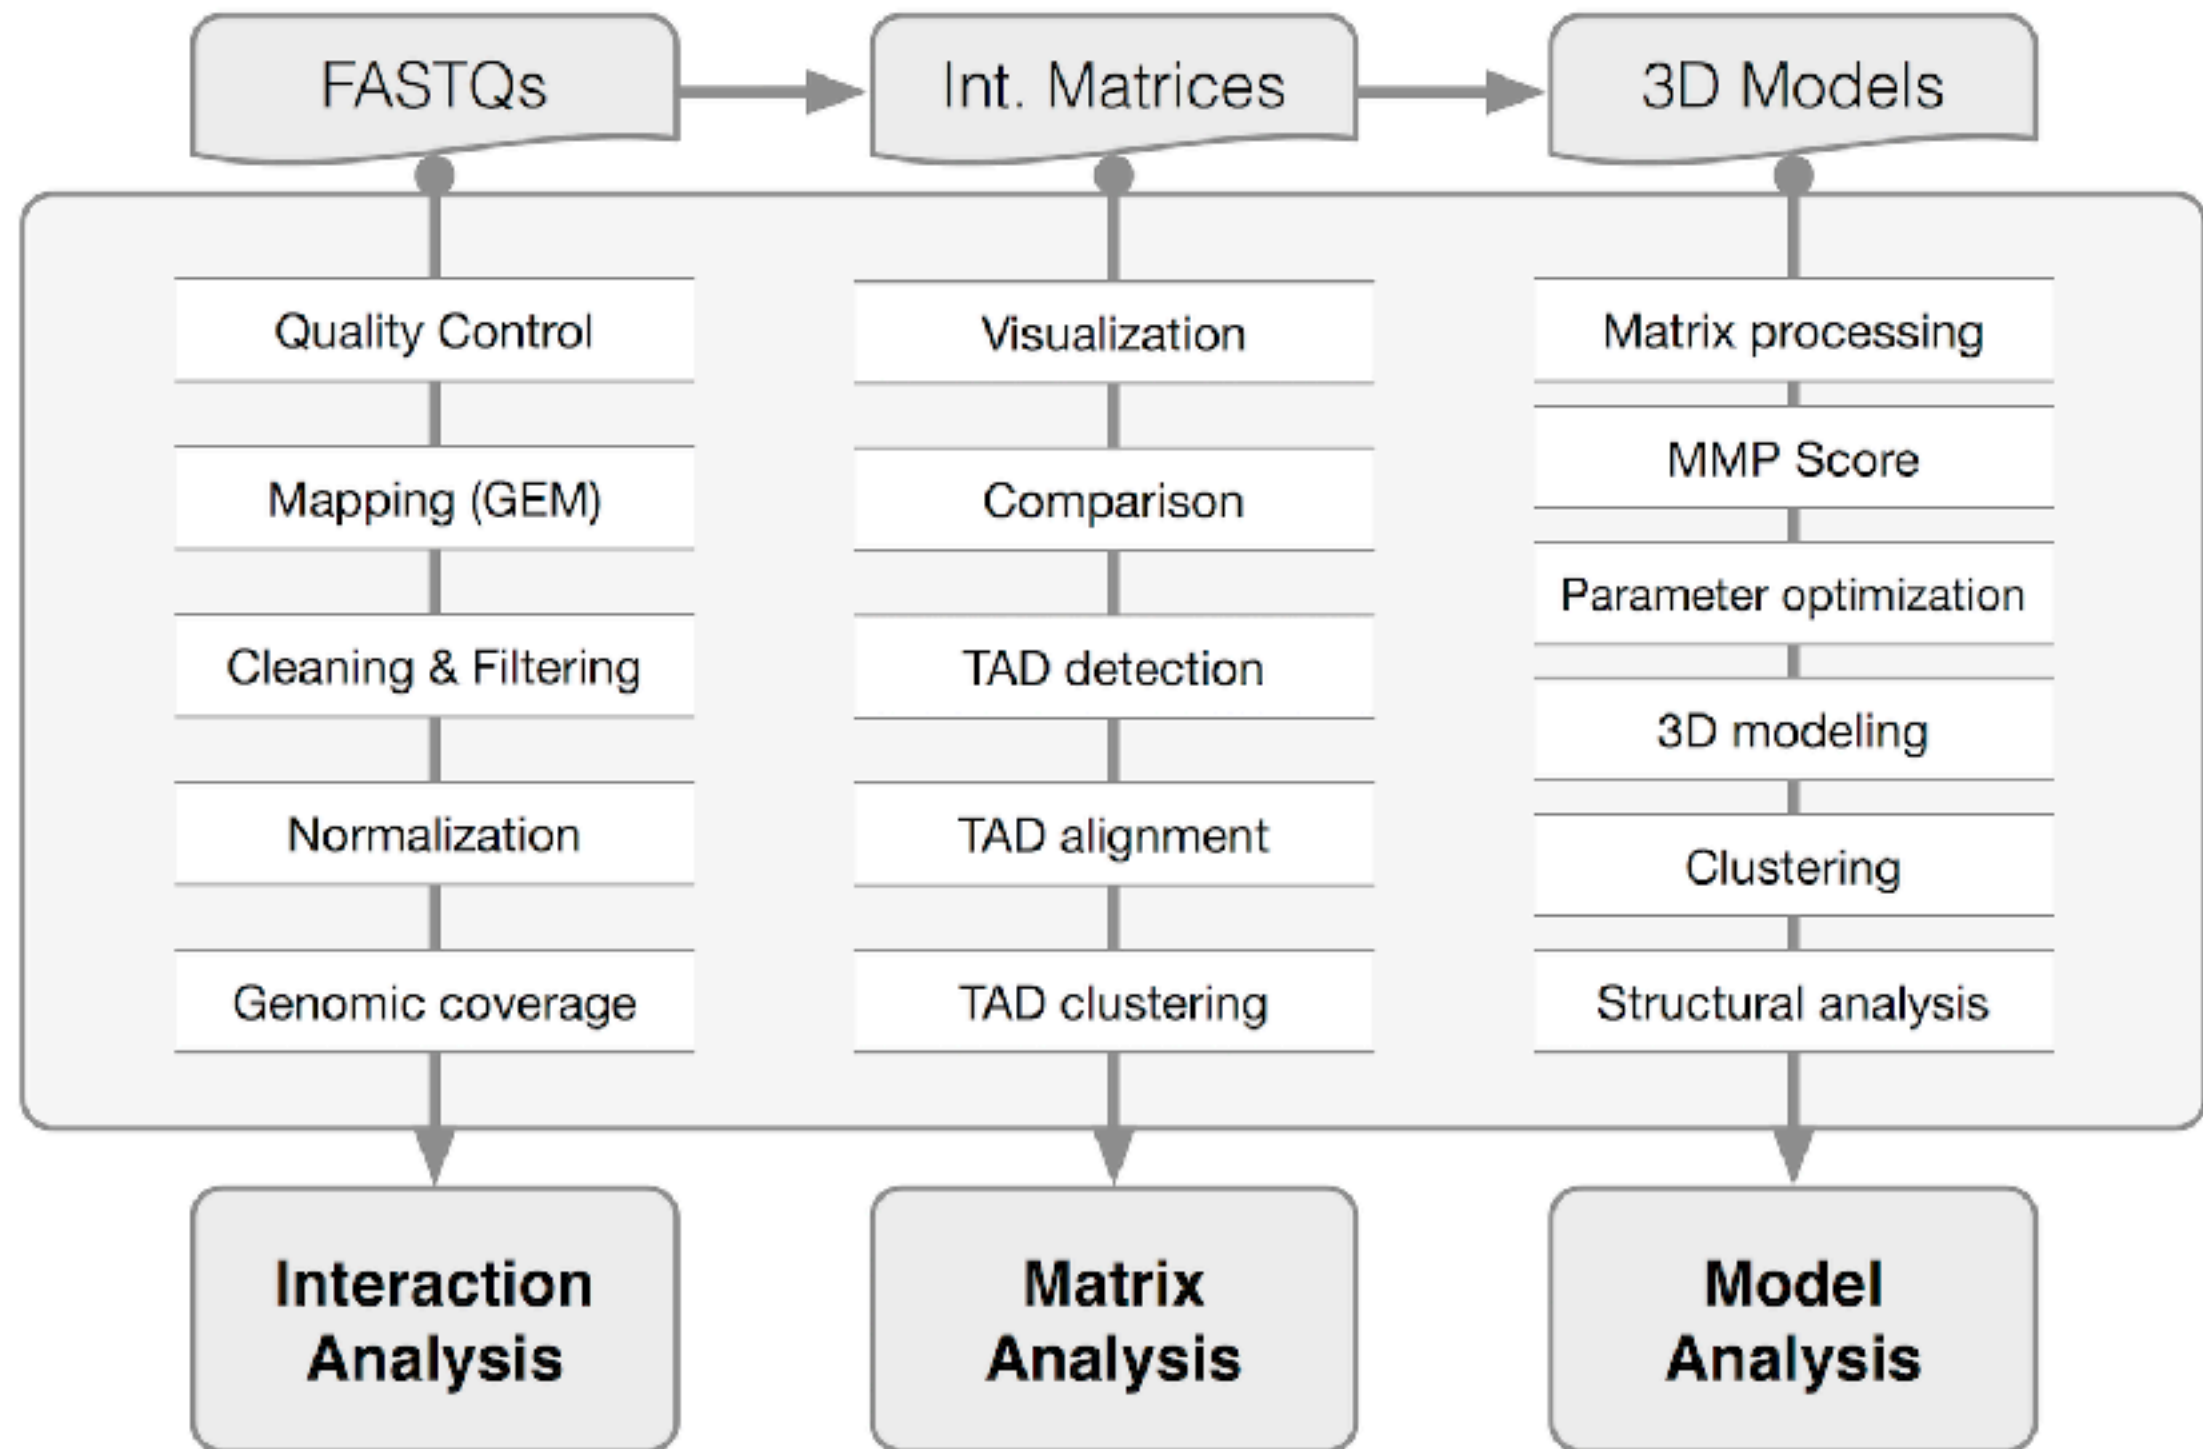 FASTQs
Int. Matrices
3D Models
Quality Control
Mapping (GEM)
Cleaning & Filtering
Normalization
Genomic coverage
Visualization
Comparison
TAD detection
TAD alignment
TAD clustering
Matrix processing
MMP Score
Parameter optimization
3D modeling
Clustering
Structural analysis
Interaction
Analysis
Matrix
Analysis
Model
Analysis